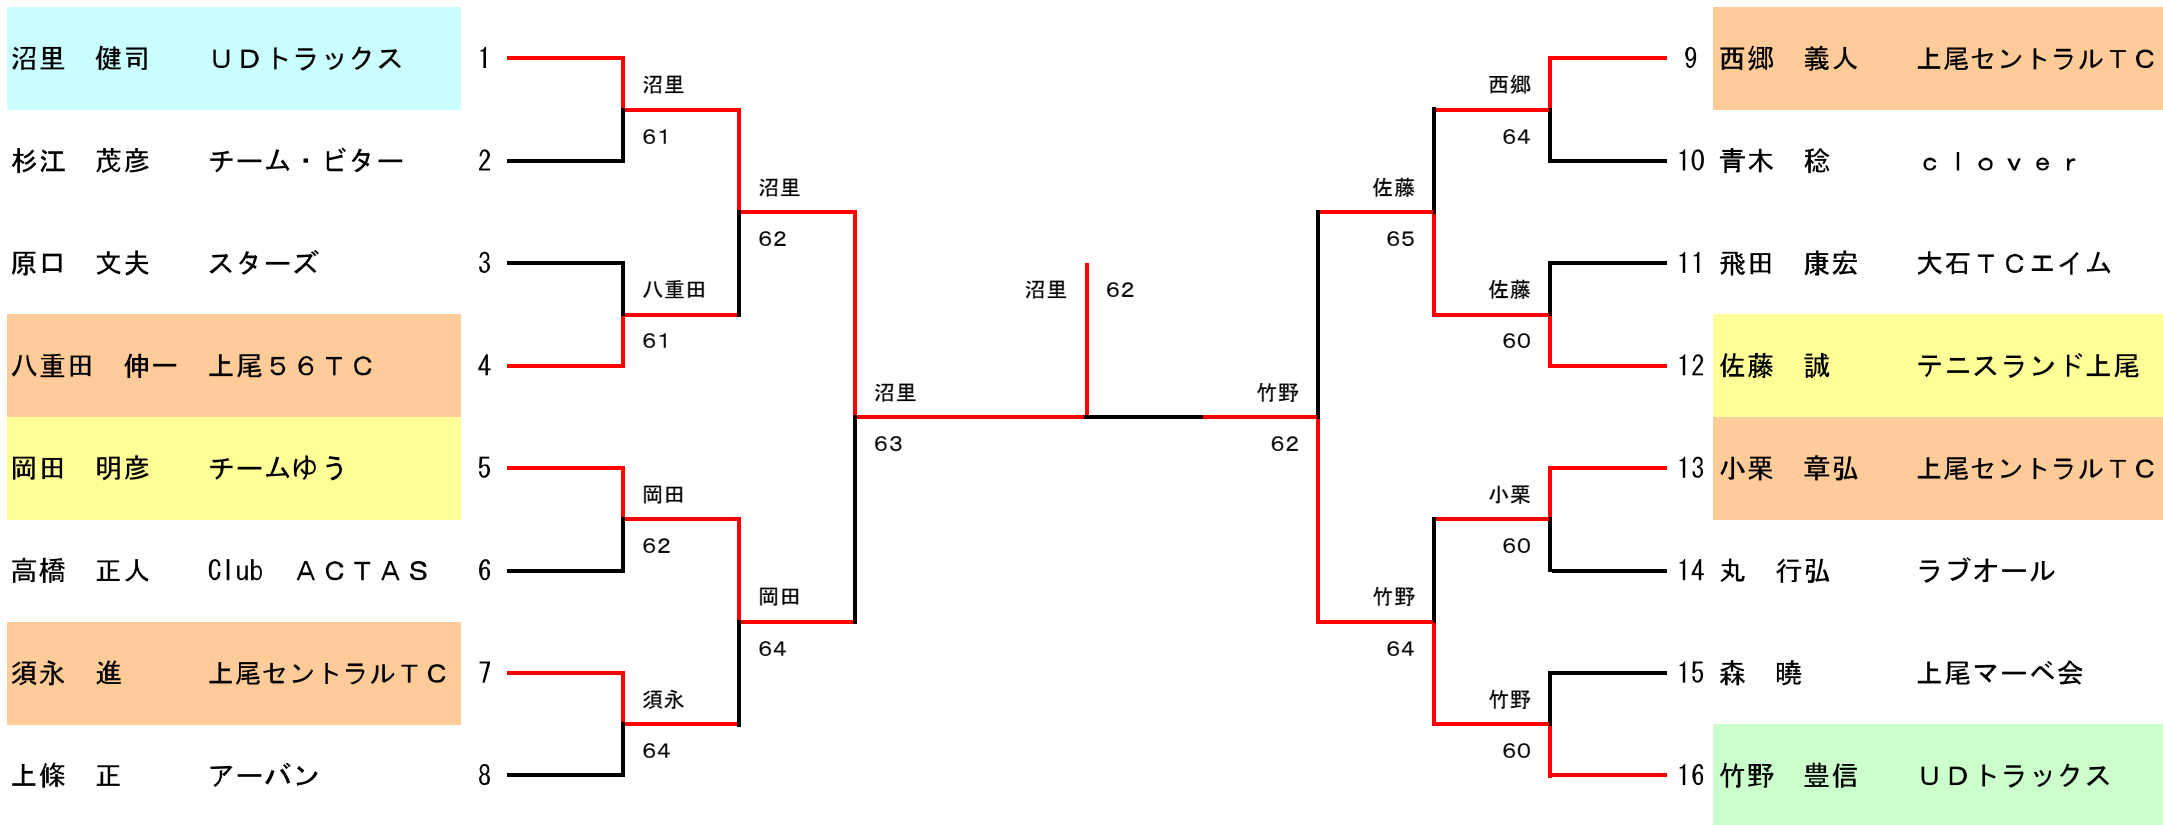 沼里　健司　ＵＤトラックス　1
杉江　茂彦　チーム・ビター　2
原口　文夫　スターズ　3
八重田　伸一　上尾５６ＴＣ　4
岡田　明彦　チームゆう　5
高橋　正人　Club　ＡＣＴＡＳ　6
須永　進　上尾セントラルＴＣ　7
上條　正　アーバン　8
沼里
61
八重田
61
岡田
62
須永
64
沼里
62
岡田
64
沼里
63
沼里　62
竹野
62
佐藤
65
竹野
64
西郷
64
佐藤
60
小栗
60
竹野
60
9　西郷　義人　上尾セントラルＴＣ
10　青木　稔　ｃｌｏｖｅｒ
11　飛田　康宏　大石ＴＣエイム
12　佐藤　誠　テニスランド上尾
13　小栗　章弘　上尾セントラルＴＣ
14　丸　行弘　ラブオール
15　森　曉　上尾マーベ会
16　竹野　豊信　ＵＤトラックス